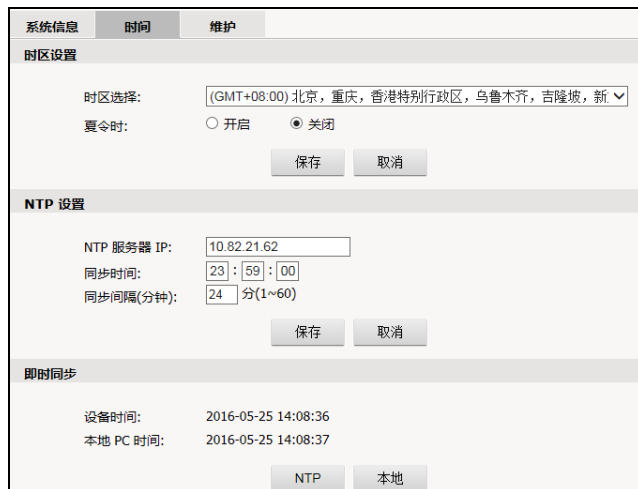 系统信息 时间 维护
时区设置
时区选择: (GMT+08:00) 北京，重庆，香港特别行政区，乌鲁木齐，吉隆坡，新
夏令时: 开启 关闭
保存 取消
NTP 设置
NTP 服务器 IP: 10.82.21.62
同步时间: 23 : 59 : 00
同步间隔(分钟): 24 分(1~60)
保存 取消
即时同步
设备时间: 2016-05-25 14:08:36
本地 PC 时间: 2016-05-25 14:08:37
NTP 本地